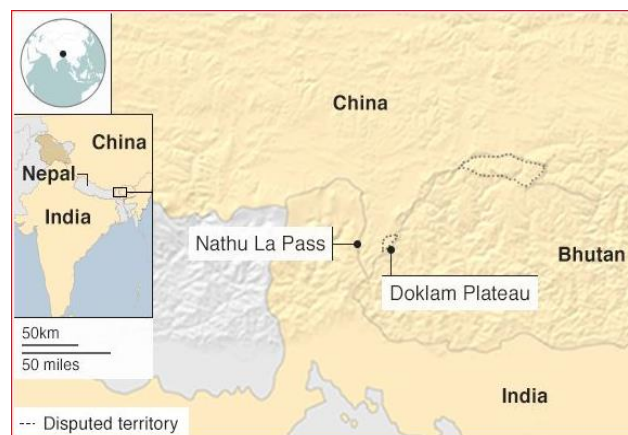 China
China
Nepal
India
Nathu La Pass
Bhutan
Doklam Plateau
50km
50 miles
India
--- Disputed territory